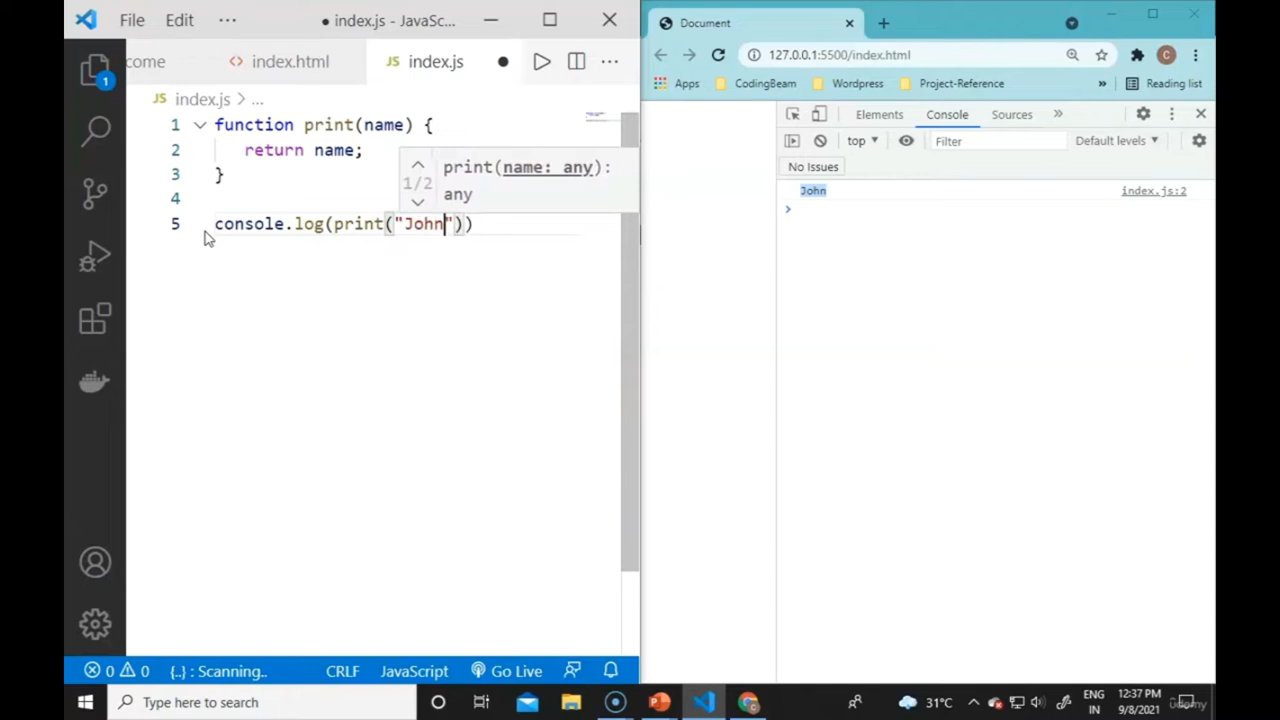 File Edit ··· ● index.js - JavaSc...
come <> index.html JS index.js ● ···
JS index.js > ...
1 function print(name) {
2 return name;
3 }
4
5 console.log(print("John"))
1/2 print(name: any):
any
1
⊗ 0 ⚠ 0 {..} : Scanning.. CRLF JavaScript Go Live
Document × +
127.0.0.1:5500/index.html C
Apps CodingBeam Wordpress Project-Reference » Reading list
Elements Console Sources »
top ▼ Filter Default levels ▼
No Issues
John index.js:2
>
Type here to search 31°C ENG 12:37 PM
IN 9/8/2021
Udemy